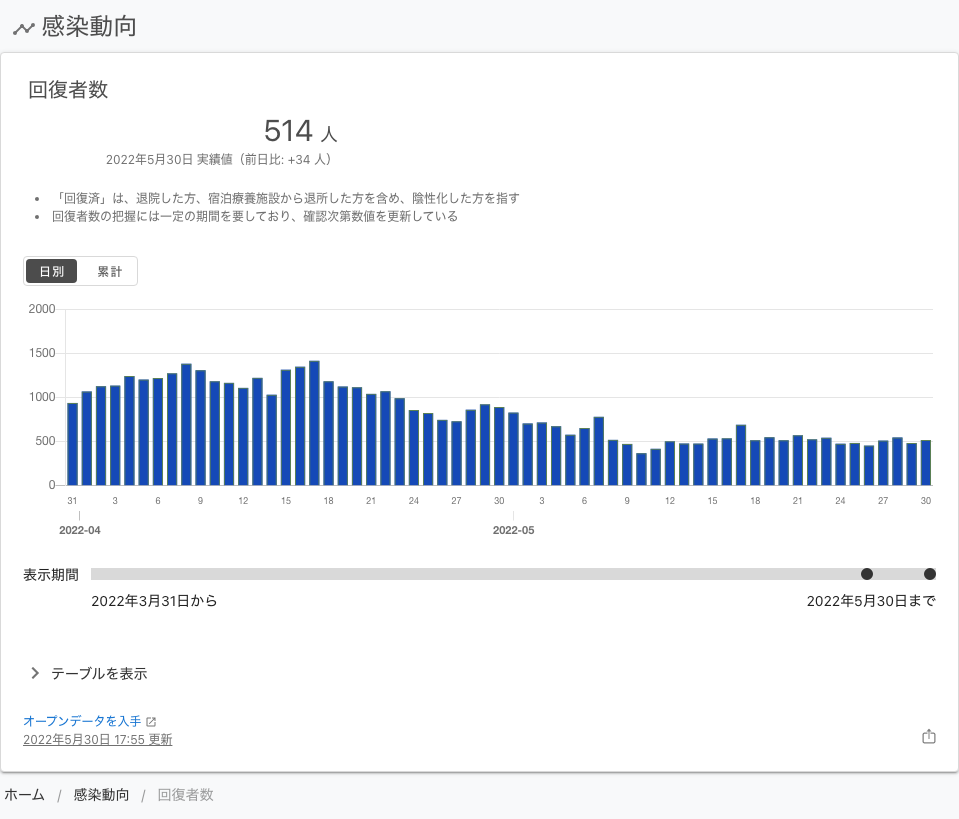 感染動向
回復者数
514 人
2022年5月30日 実績値（前日比: +34 人）
「回復済」は、退院した方、宿泊療養施設から退所した方を含め、陰性化した方を指す
回復者数の把握には一定の期間を要しており、確認次第数値を更新している
日別 累計
2000
1500
1000
500
0
31 3 6 9 12 15 18 21 24 27 30 3 6 9 12 15 18 21 24 27 30
2022-04 2022-05
表示期間
2022年3月31日から 2022年5月30日まで
テーブルを表示
オープンデータを入手
2022年5月30日 17:55 更新
ホーム / 感染動向 / 回復者数